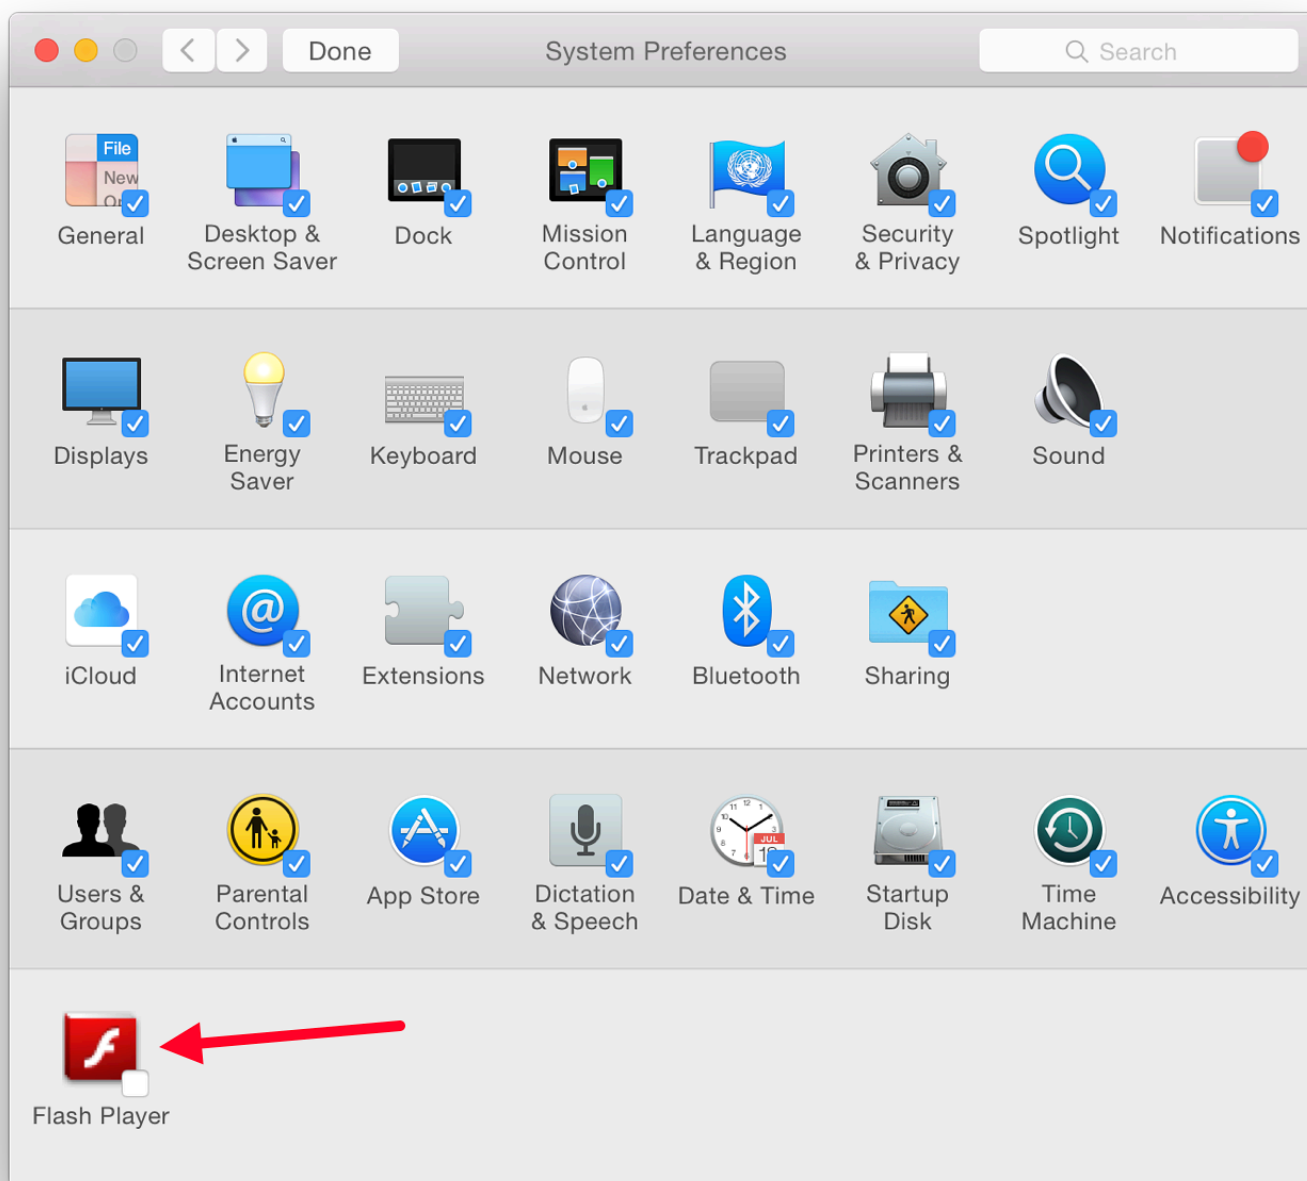 Done
System Preferences
Search
File
New
General
Desktop &
Screen Saver
Dock
Mission
Control
Language
& Region
Security
& Privacy
Spotlight
Notifications
Displays
Energy
Saver
Keyboard
Mouse
Trackpad
Printers &
Scanners
Sound
iCloud
Internet
Accounts
Extensions
Network
Bluetooth
Sharing
JUL
Users &
Groups
Parental
Controls
App Store
Dictation
& Speech
Date & Time
Startup
Disk
Time
Machine
Accessibility
Flash Player